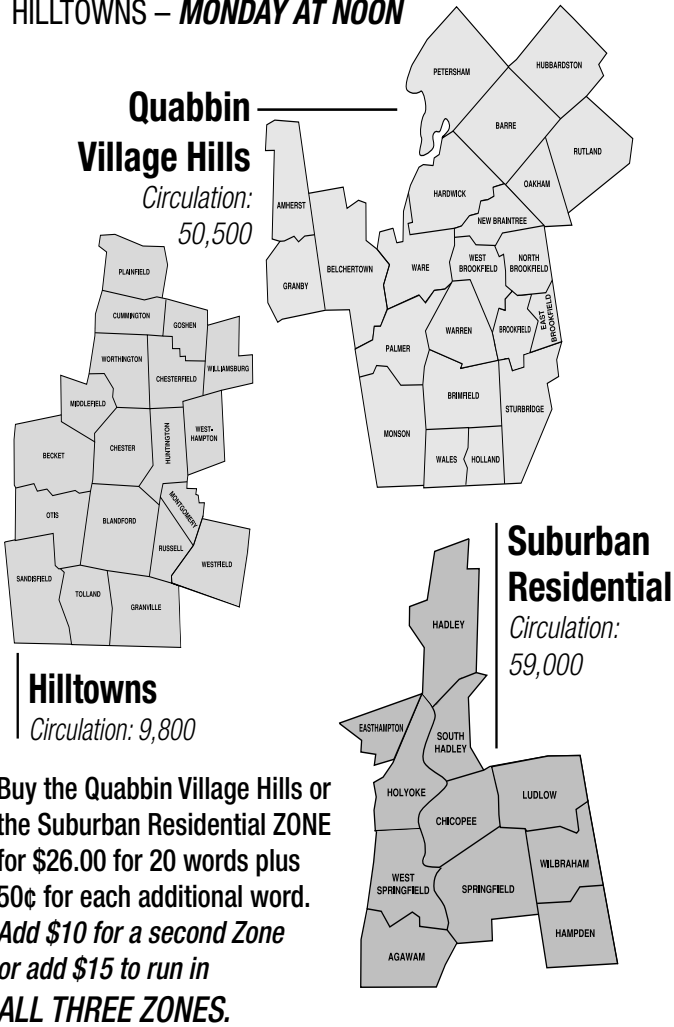 HILLTOWNS – MONDAY AT NOON
Quabbin
Village Hills
Circulation:
50,500
PETERSHAM
HUBBARDSTON
BARRE
RUTLAND
HARDWICK
OAKHAM
NEW BRAINTREE
AMHERST
GRANBY
BELCHERTOWN
WARE
WEST
BROOKFIELD
NORTH
BROOKFIELD
PALMER
WARREN
BROOKFIELD
EAST
BROOKFIELD
BRIMFIELD
STURBRIDGE
MONSON
WALES
HOLLAND
PLAINFIELD
CUMMINGTON
GOSHEN
WORTHINGTON
CHESTERFIELD
WILLIAMSBURG
MIDDLEFIELD
BECKET
CHESTER
HUNTINGTON
WEST-
HAMPTON
OTIS
BLANDFORD
MONTGOMERY
RUSSELL
WESTFIELD
SANDISFIELD
TOLLAND
GRANVILLE
Hilltowns
Circulation: 9,800
Suburban
Residential
Circulation:
59,000
HADLEY
EASTHAMPTON
SOUTH
HADLEY
HOLYOKE
CHICOPEE
LUDLOW
WEST
SPRINGFIELD
SPRINGFIELD
WILBRAHAM
AGAWAM
HAMPDEN
Buy the Quabbin Village Hills or
the Suburban Residential ZONE
for $26.00 for 20 words plus
50¢ for each additional word.
Add $10 for a second Zone
or add $15 to run in
ALL THREE ZONES.